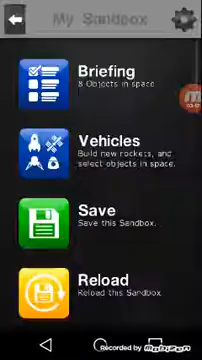 My Sandbox
Briefing
8 Objects in space
Vehicles
Build new rockets, and
select objects in space.
Save
Save this Sandbox.
Reload
Reload this Sandbox.
Recorded by Mobizen